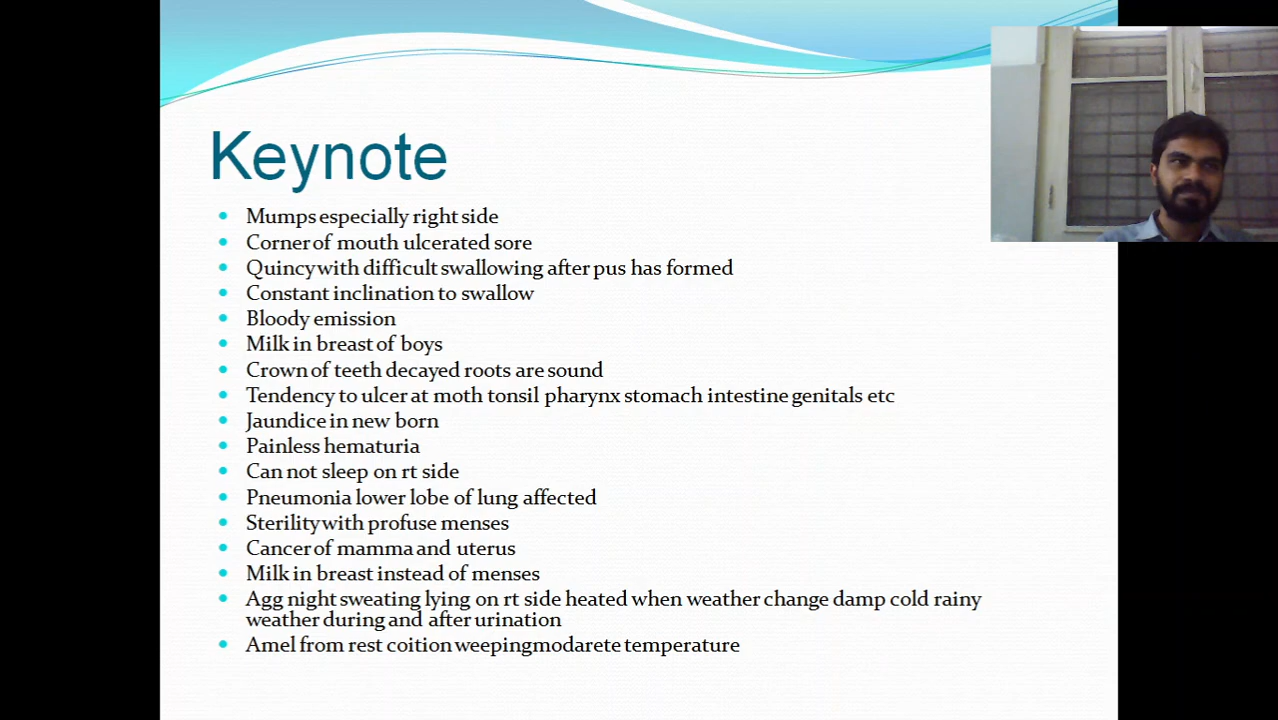 Keynote
Mumps especially right side
Corner of mouth ulcerated sore
Quincy with difficult swallowing after pus has formed
Constant inclination to swallow
Bloody emission
Milk in breast of boys
Crown of teeth decayed roots are sound
Tendency to ulcer at moth tonsil pharynx stomach intestine genitals etc
Jaundice in new born
Painless hematuria
Can not sleep on rt side
Pneumonia lower lobe of lung affected
Sterility with profuse menses
Cancer of mamma and uterus
Milk in breast instead of menses
Agg night sweating lying on rt side heated when weather change damp cold rainy
weather during and after urination
Amel from rest coition weeping modarete temperature